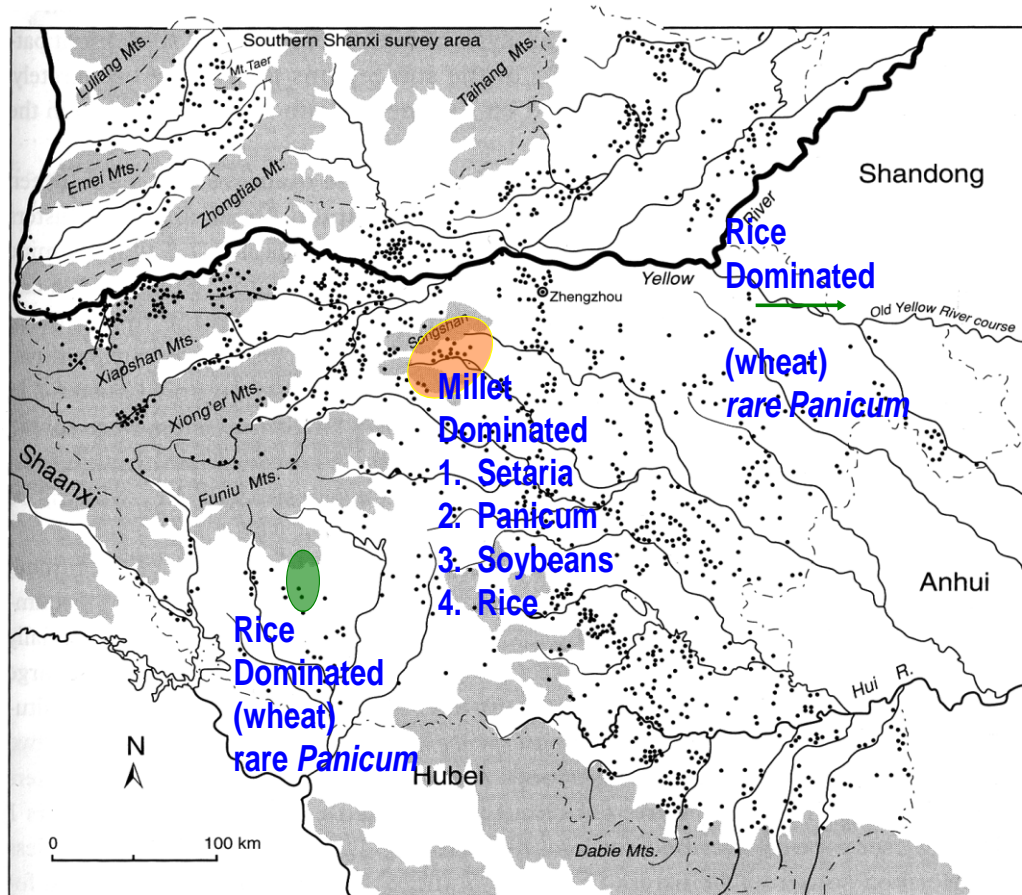 Southern Shanxi survey area
Luliang Mts.
Mt.Taer
Taihang Mts.
Emei Mts.
Zhongtiao Mt.
Shandong
River
Rice
Dominated
Yellow
Zhengzhou
Old Yellow River course
Songshan
Xiaoshan Mts.
(wheat)
rare Panicum
Millet
Dominated
1. Setaria
2. Panicum
3. Soybeans
4. Rice
Xiong'er Mts.
Shaanxi
Funiu Mts.
Anhui
Rice
Dominated
(wheat)
rare Panicum
Hui R.
N
Hubei
0 100 km
Dabie Mts.